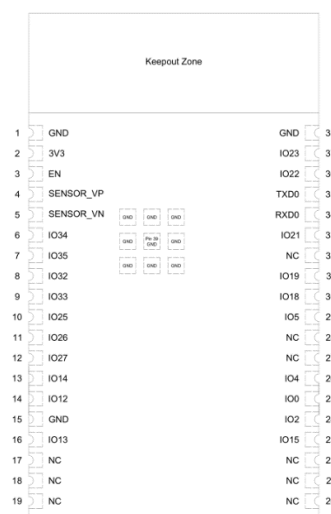 Keepout Zone
1 GND GND 3
2 3V3 IO23 3
3 EN IO22 3
4 SENSOR_VP TXD0 3
5 SENSOR_VN GND GND GND RXD0 3
6 IO34 GND Pin 39 GND GND IO21 3
7 IO35 NC 3
8 IO32 GND GND GND IO19 3
9 IO33 IO18 3
10 IO25 IO5 2
11 IO26 NC 2
12 IO27 NC 2
13 IO14 IO4 2
14 IO12 IO0 2
15 GND IO2 2
16 IO13 IO15 2
17 NC NC 2
18 NC NC 2
19 NC NC 2